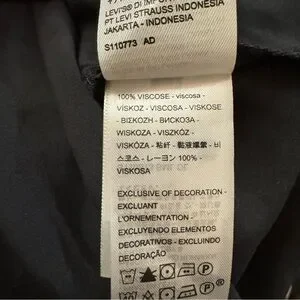 LEVI'S® DI IMPOR
PT LEVI STRAUSS INDONESIA
JAKARTA - INDONESIA
S110773 AD
100% VISCOSE - viscosa -
VISKOZ - VISCOSA - VISKOSE
- ΒΙΣΚΟΖΗ - ВИСКОЗА -
WISKOZA - VISZKÓZ -
VISKÓZA - 粘纤 - 黏液嫘縈 - 비
스코스 - レーヨン 100% -
VISKOSA
EXCLUSIVE OF DECORATION -
EXCLUANT
L'ORNEMENTATION -
EXCLUYENDO ELEMENTOS
DECORATIVOS - EXCLUINDO
DECORAÇÃO